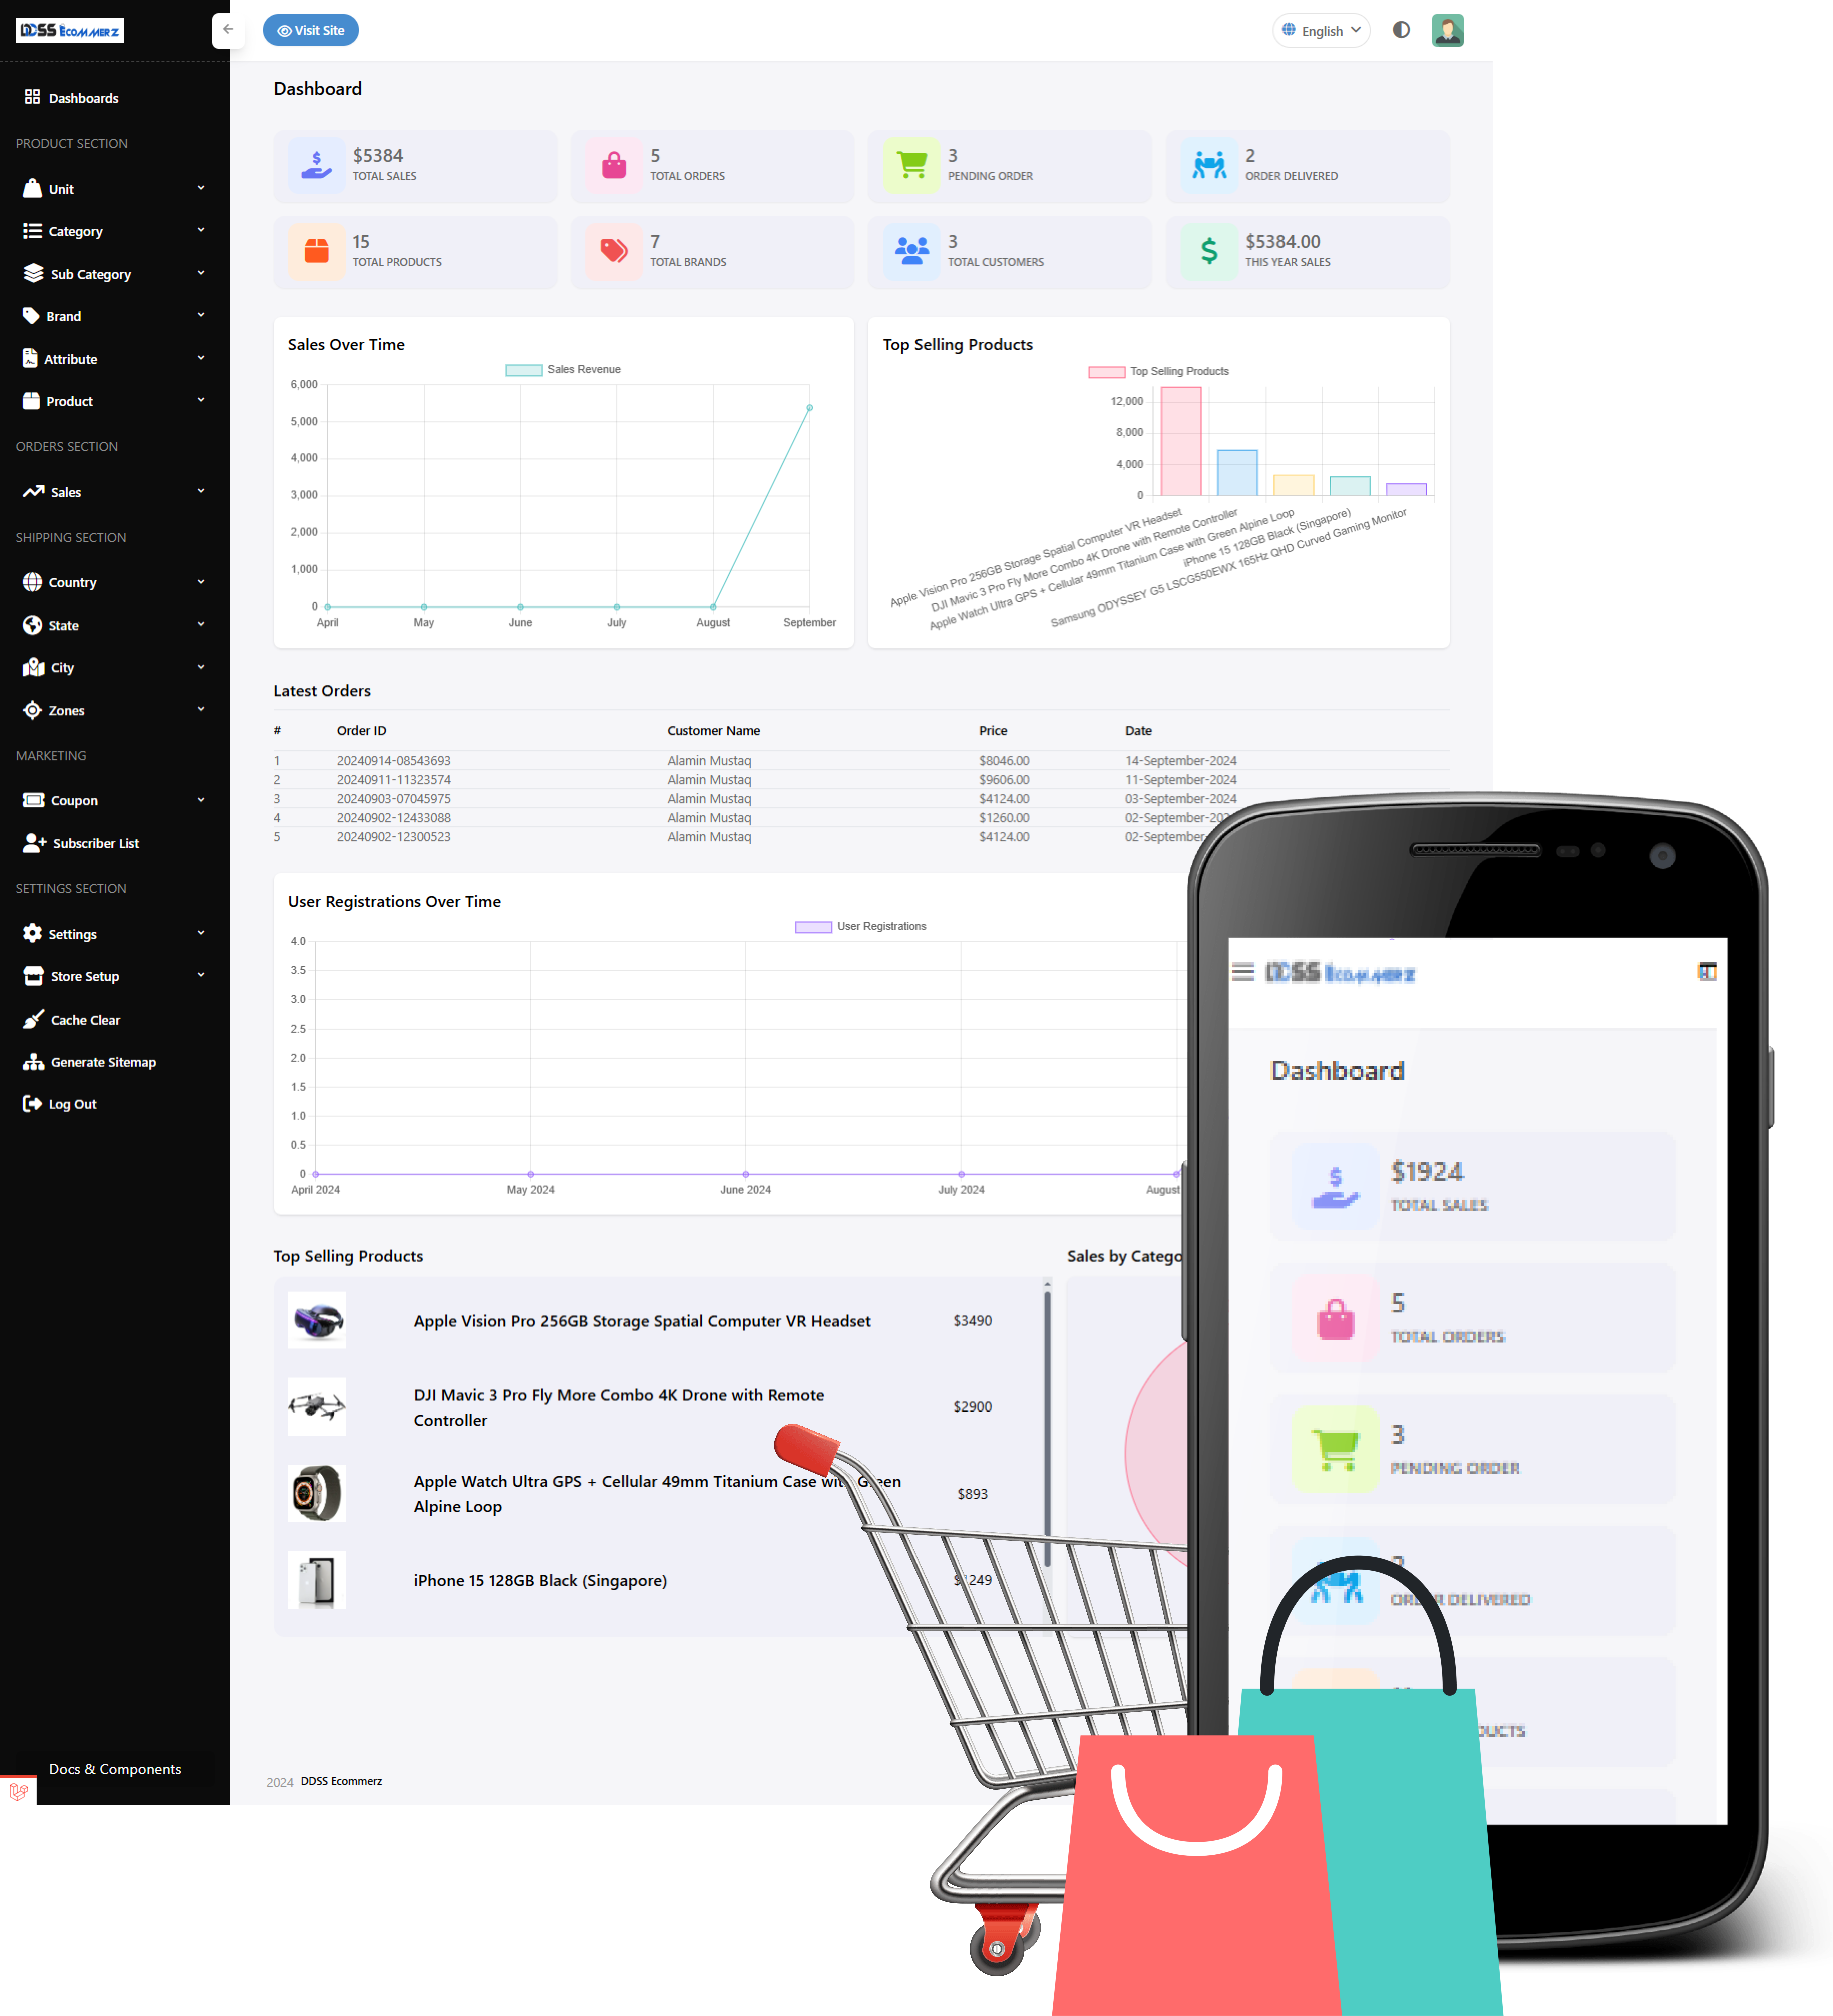 DDSS Ecommerz
Visit Site
English
Dashboards
PRODUCT SECTION
Unit
Category
Sub Category
Brand
Attribute
Product
ORDERS SECTION
Sales
SHIPPING SECTION
Country
State
City
Zones
MARKETING
Coupon
Subscriber List
SETTINGS SECTION
Settings
Store Setup
Cache Clear
Generate Sitemap
Log Out
Docs & Components
Dashboard
$5384
TOTAL SALES
5
TOTAL ORDERS
3
PENDING ORDER
2
ORDER DELIVERED
15
TOTAL PRODUCTS
7
TOTAL BRANDS
3
TOTAL CUSTOMERS
$5384.00
THIS YEAR SALES
Sales Over Time
Sales Revenue
6,000
5,000
4,000
3,000
2,000
1,000
0
April May June July August September
Top Selling Products
Top Selling Products
12,000
8,000
4,000
0
Apple Vision Pro 256GB Storage Spatial Computer VR Headset
DJI Mavic 3 Pro Fly More Combo 4K Drone with Remote Controller
Apple Watch Ultra GPS + Cellular 49mm Titanium Case with Green Alpine Loop
iPhone 15 128GB Black (Singapore)
Samsung ODYSSEY G5 LSCG550EWX 165Hz QHD Curved Gaming Monitor
Latest Orders
# Order ID Customer Name Price Date
1 20240914-08543693 Alamin Mustaq $8046.00 14-September-2024
2 20240911-11323574 Alamin Mustaq $9606.00 11-September-2024
3 20240903-07045975 Alamin Mustaq $4124.00 03-September-2024
4 20240902-12433088 Alamin Mustaq $1260.00 02-September-202
5 20240902-12300523 Alamin Mustaq $4124.00 02-September-
User Registrations Over Time
User Registrations
4.0
3.5
3.0
2.5
2.0
1.5
1.0
0.5
0
April 2024 May 2024 June 2024 July 2024 August
Top Selling Products
Apple Vision Pro 256GB Storage Spatial Computer VR Headset $3490
DJI Mavic 3 Pro Fly More Combo 4K Drone with Remote
Controller
$2900
Apple Watch Ultra GPS + Cellular 49mm Titanium Case with Green
Alpine Loop
$893
iPhone 15 128GB Black (Singapore) $1249
Sales by Catego
2024 DDSS Ecommerz
DDSS Ecommerz
Dashboard
$1924
TOTAL SALES
5
TOTAL ORDERS
3
PENDING ORDER
ORDER DELIVERED
DUCTS